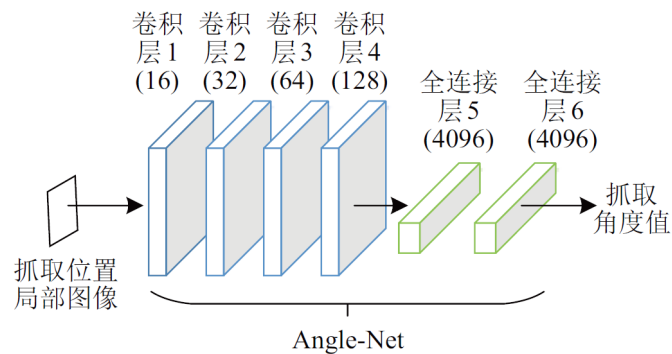 卷积
层1
(16)
卷积
层2
(32)
卷积
层3
(64)
卷积
层4
(128)
全连接
层5
(4096)
全连接
层6
(4096)
抓取位置
局部图像
抓取
角度值
Angle-Net